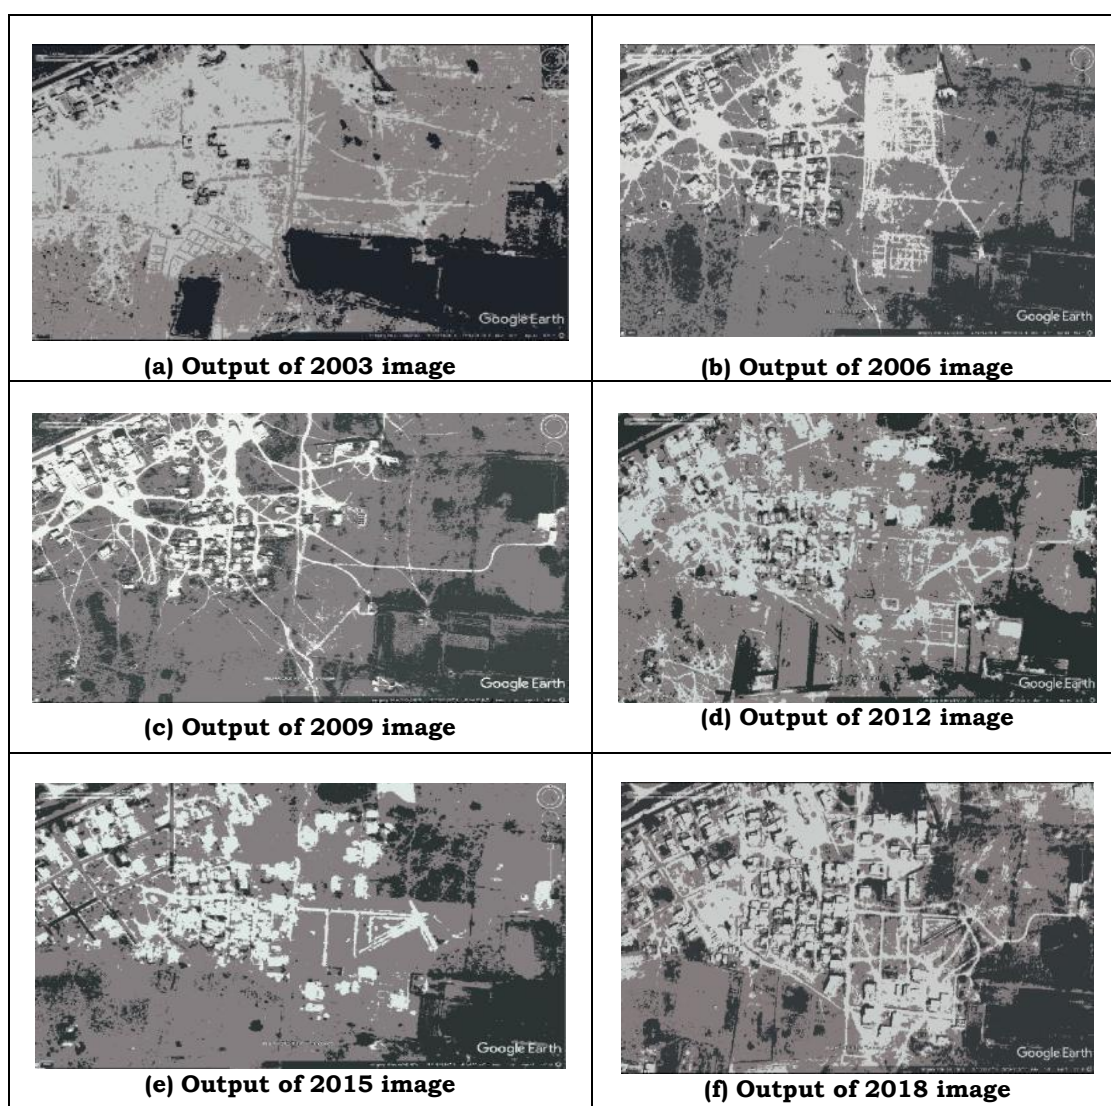 Google Earth
Google Earth
(a) Output of 2003 image
(b) Output of 2006 image
Google Earth
Google Earth
(c) Output of 2009 image
(d) Output of 2012 image
Google Earth
Google Earth
(e) Output of 2015 image
(f) Output of 2018 image